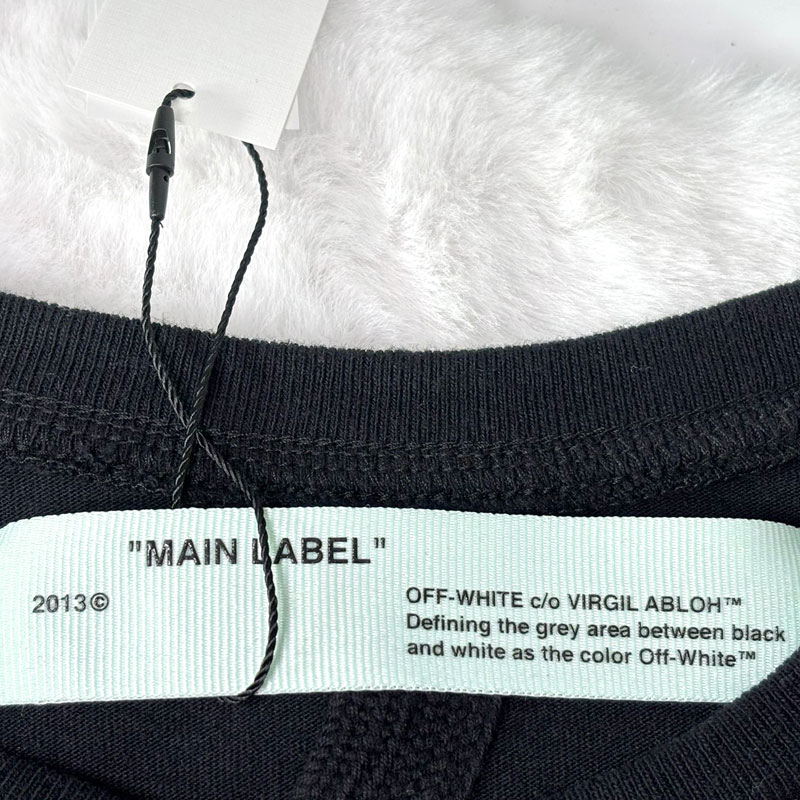 "MAIN LABEL"
2013©
OFF-WHITE c/o VIRGIL ABLOH™
Defining the grey area between black
and white as the color Off-White™